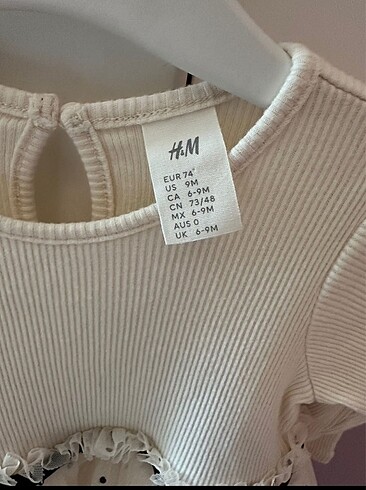 H&M
EUR 74
US 9M
CA 6-9M
CN 73/48
MX 6-9M
AUS 0
UK 6-9M